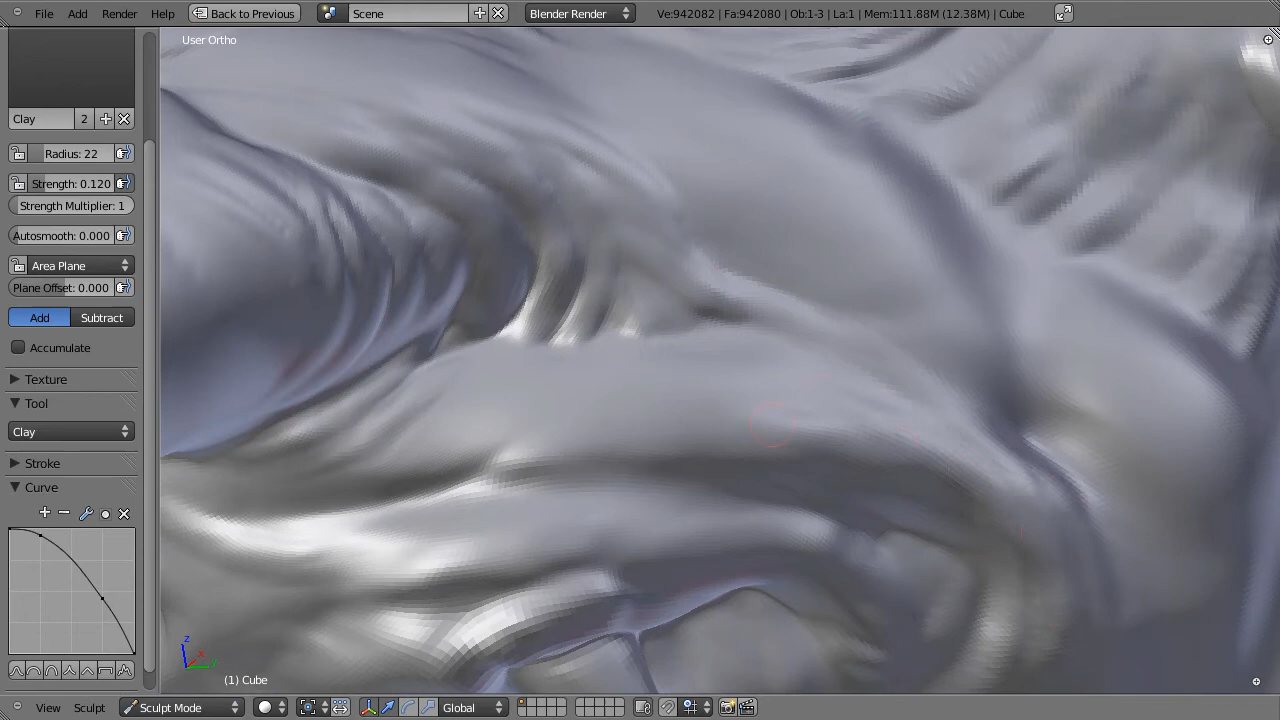 File Add Render Help Back to Previous Scene Blender Render Ve:942082 | Fa:942080 | Ob:1-3 | La:1 | Mem:111.88M (12.38M) | Cube
User Ortho
Clay 2
Radius: 22
Strength: 0.120
Strength Multiplier: 1
Autosmooth: 0.000
Area Plane
Plane Offset: 0.000
Add Subtract
Accumulate
Texture
Tool
Clay
Stroke
Curve
z
x
y
(1) Cube
View Sculpt Sculpt Mode Global